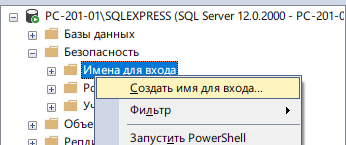 PC-201-01\SQLEXPRESS (SQL Server 12.0.2000 - PC-201-0
Базы данных
Безопасность
Имена для входа
Создать имя для входа...
Фильтр
Запустить PowerShell